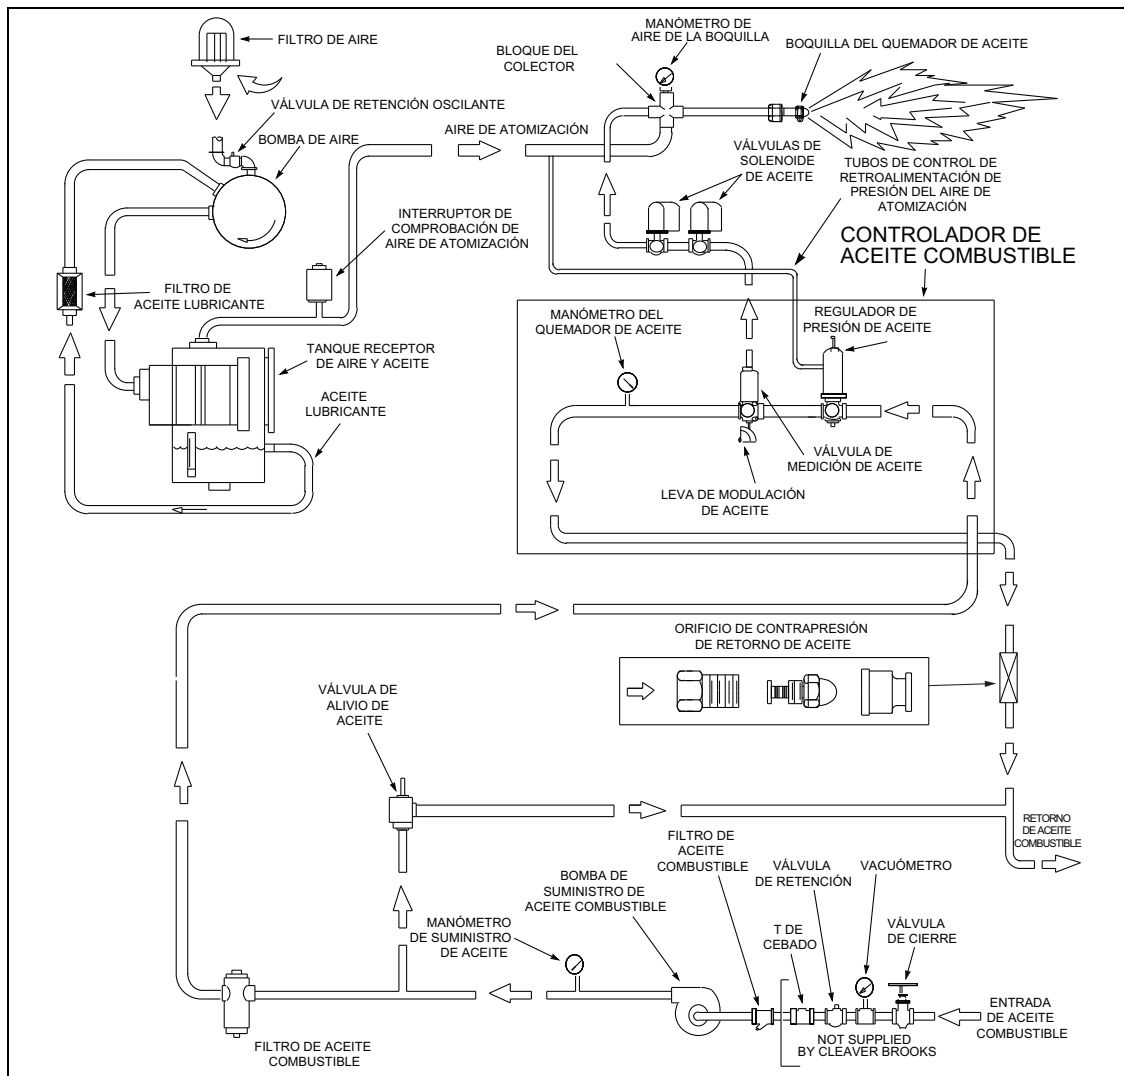 FILTRO DE AIRE
MANÓMETRO DE
AIRE DE LA BOQUILLA
BLOQUE DEL
COLECTOR
BOQUILLA DEL QUEMADOR DE ACEITE
VÁLVULA DE RETENCIÓN OSCILANTE
BOMBA DE AIRE
AIRE DE ATOMIZACIÓN
VÁLVULAS DE
SOLENOIDE
DE ACEITE
TUBOS DE CONTROL DE
RETROALIMENTACIÓN DE
PRESIÓN DEL AIRE DE
ATOMIZACIÓN
INTERRUPTOR DE
COMPROBACIÓN DE
AIRE DE ATOMIZACIÓN
CONTROLADOR DE
ACEITE COMBUSTIBLE
FILTRO DE
ACEITE LUBRICANTE
MANÓMETRO DEL
QUEMADOR DE ACEITE
REGULADOR DE
PRESIÓN DE ACEITE
TANQUE RECEPTOR
DE AIRE Y ACEITE
ACEITE
LUBRICANTE
VÁLVULA DE
MEDICIÓN DE ACEITE
LEVA DE MODULACIÓN
DE ACEITE
ORIFICIO DE CONTRAPRESIÓN
DE RETORNO DE ACEITE
VÁLVULA DE
ALIVIO DE
ACEITE
RETORNO
DE ACEITE
COMBUSTIBLE
FILTRO DE
ACEITE
COMBUSTIBLE
VÁLVULA
DE RETENCIÓN
VACUÓMETRO
BOMBA DE
SUMINISTRO DE
ACEITE COMBUSTIBLE
MANÓMETRO
DE SUMINISTRO
DE ACEITE
T DE
CEBADO
VÁLVULA
DE CIERRE
ENTRADA
DE ACEITE
COMBUSTIBLE
NOT SUPPLIED
BY CLEAVER BROOKS
FILTRO DE ACEITE
COMBUSTIBLE